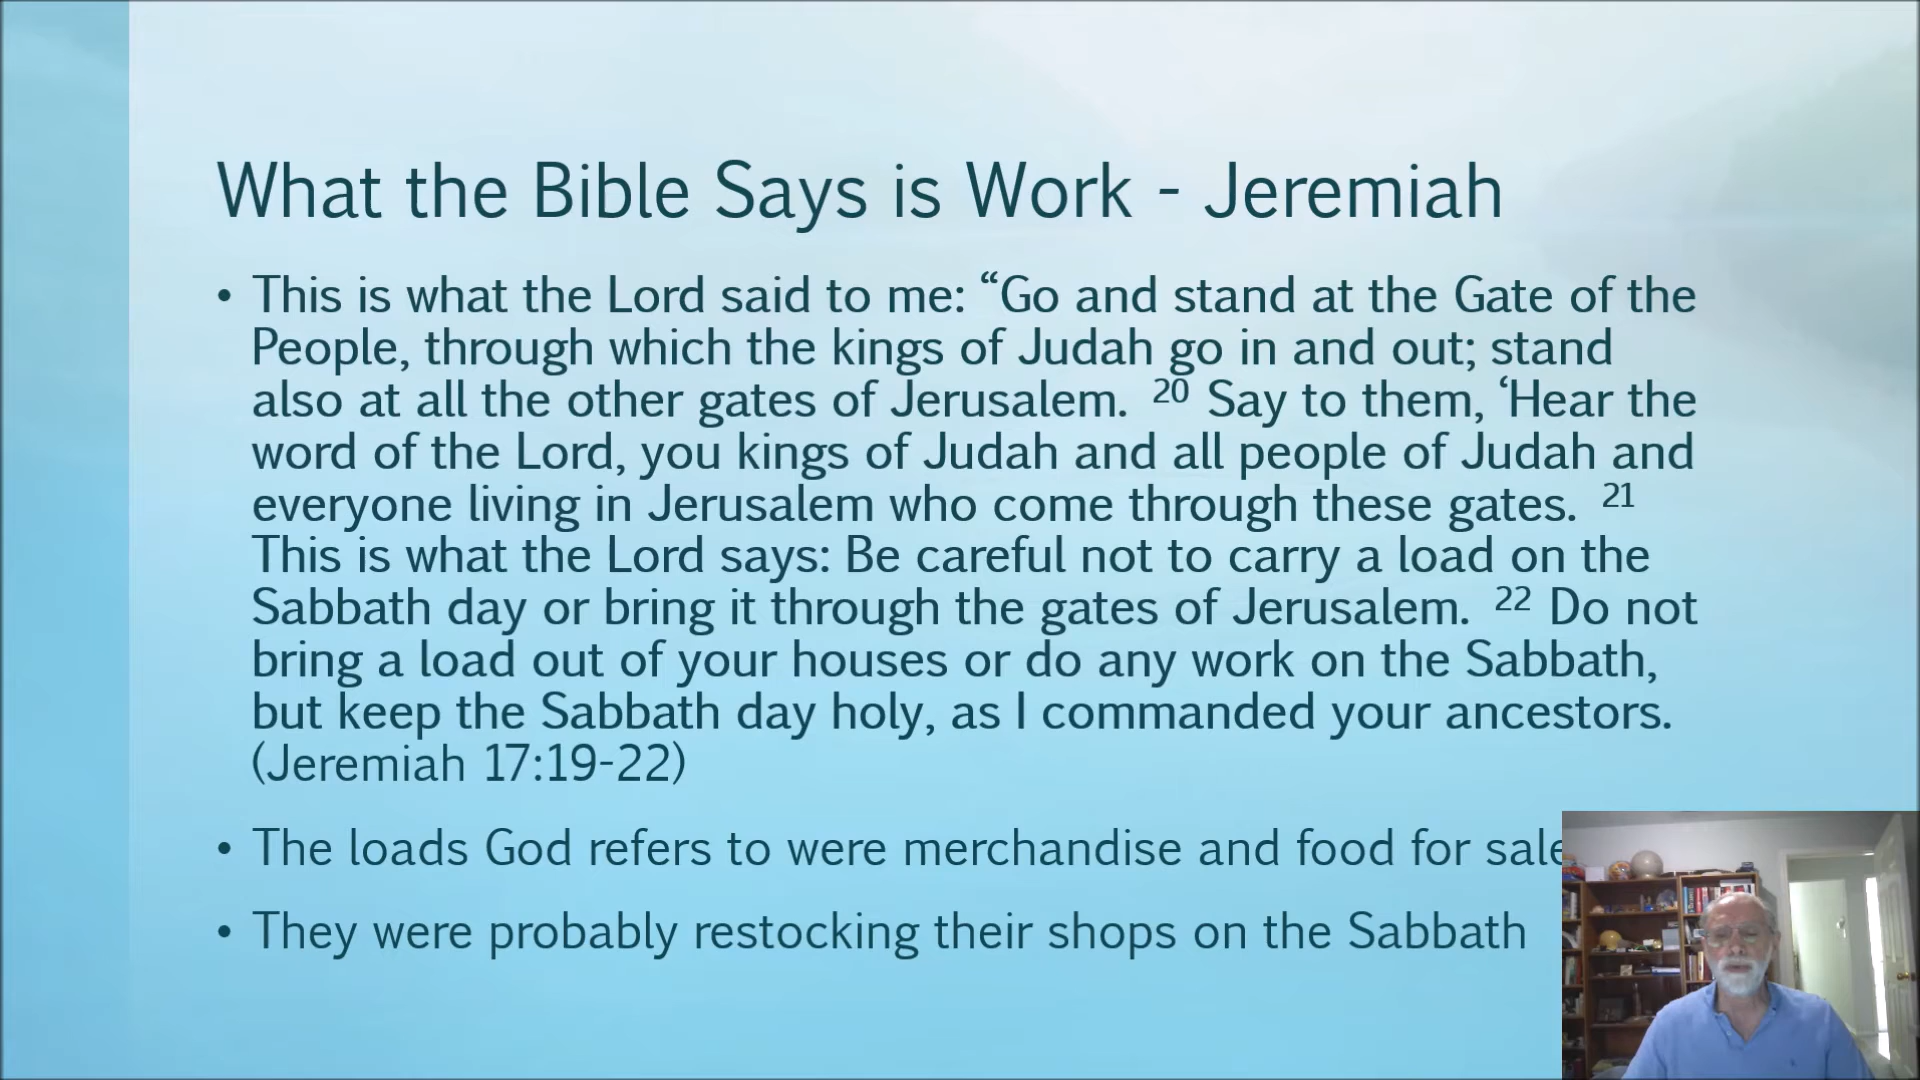 What the Bible Says is Work - Jeremiah
• This is what the Lord said to me: “Go and stand at the Gate of the
People, through which the kings of Judah go in and out; stand
also at all the other gates of Jerusalem. 20 Say to them, ‘Hear the
word of the Lord, you kings of Judah and all people of Judah and
everyone living in Jerusalem who come through these gates. 21
This is what the Lord says: Be careful not to carry a load on the
Sabbath day or bring it through the gates of Jerusalem. 22 Do not
bring a load out of your houses or do any work on the Sabbath,
but keep the Sabbath day holy, as I commanded your ancestors.
(Jeremiah 17:19-22)
• The loads God refers to were merchandise and food for sale
• They were probably restocking their shops on the Sabbath